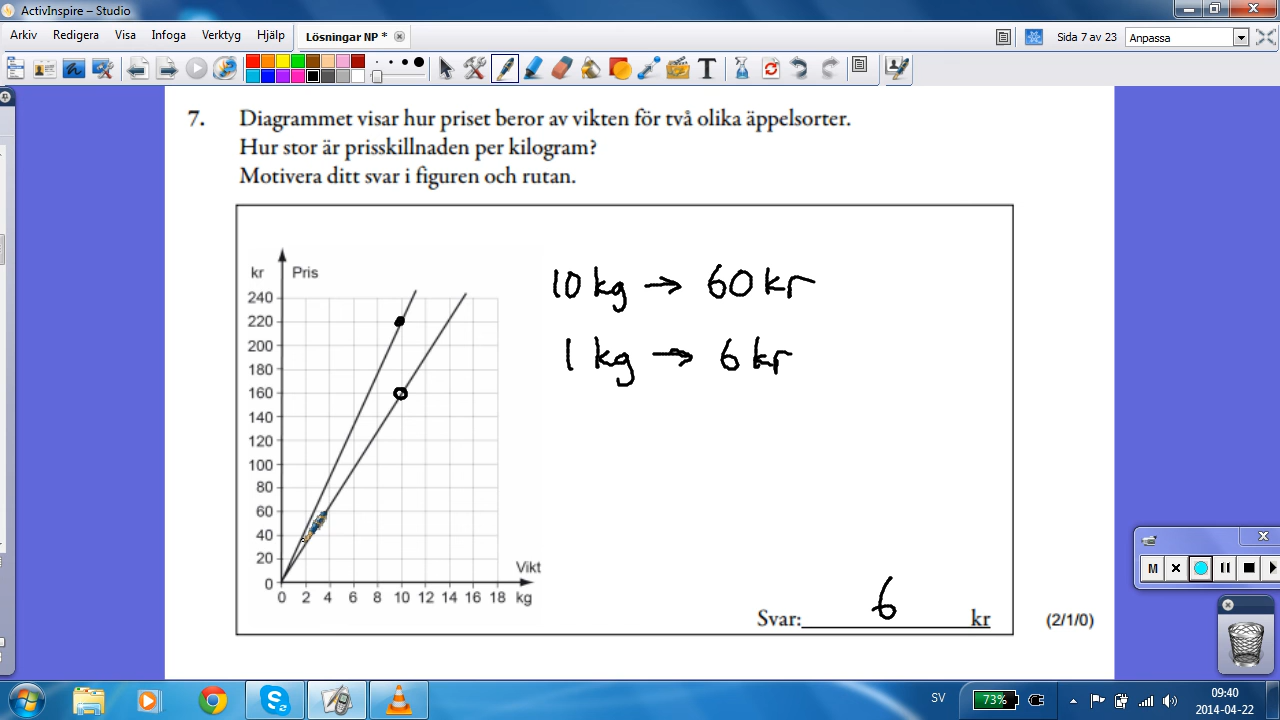 ActivInspire – Studio
Arkiv Redigera Visa Infoga Verktyg Hjälp Lösningar NP * Sida 7 av 23 Anpassa
7. Diagrammet visar hur priset beror av vikten för två olika äppelsorter.
Hur stor är prisskillnaden per kilogram?
Motivera ditt svar i figuren och rutan.
kr Pris
240
220
200
180
160
140
120
100
80
60
40
20
0
0 2 4 6 8 10 12 14 16 18 kg
Vikt
10 kg → 60 kr
1 kg → 6 kr
Svar: 6 kr
(2/1/0)
M
SV 73% 09:40
2014-04-22